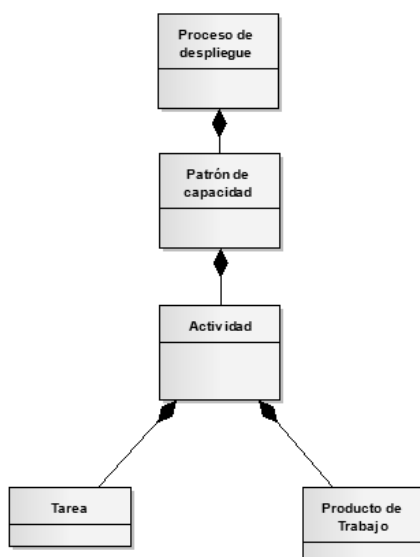 Proceso de
despliegue
Patrón de
capacidad
Actividad
Tarea
Producto de
Trabajo